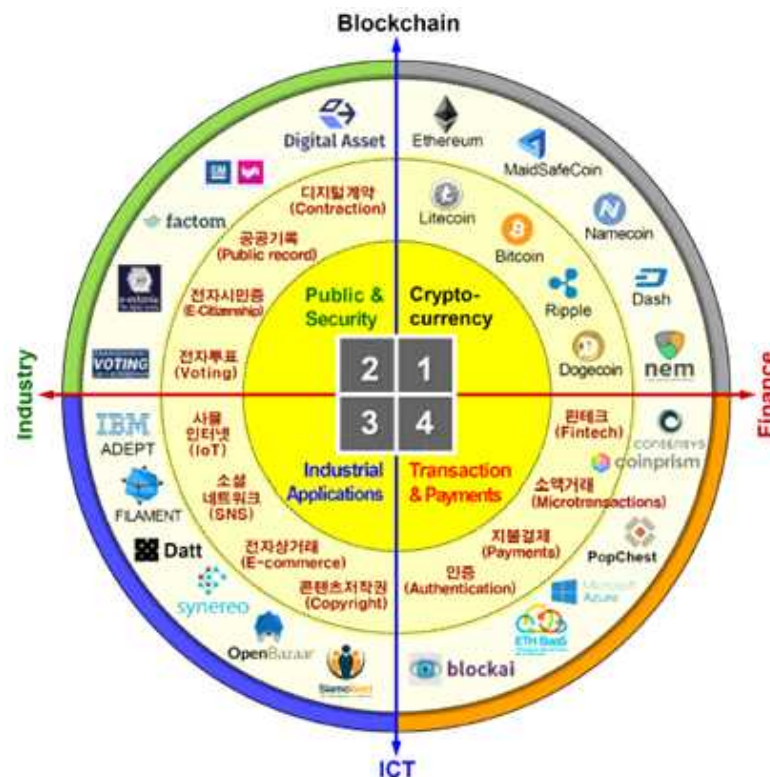 Blockchain
Digital Asset
GM
factom
e-estonia
VOTING
디지털계약
(Contraction)
공공기록
(Public record)
전자시민증
(E-Citizenship)
전자투표
(Voting)
Public &
Security
2
Ethereum
MaidSafeCoin
Namecoin
Dash
nem
Litecoin
Bitcoin
Ripple
Dogecoin
Crypto-
currency
1
Industry
Finance
IBM
ADEPT
FILAMENT
Datt
synereo
OpenBazaar
사물
인터넷
(IoT)
소셜
네트워크
(SNS)
전자상거래
(E-commerce)
콘텐츠저작권
(Copyright)
3
Industrial
Applications
4
Transaction
& Payments
핀테크
(Fintech)
소액거래
(Microtransactions)
지불결제
(Payments)
인증
(Authentication)
CONSENSYS
coinprism
PopChest
Microsoft
Azure
ETH BaaS
blockai
ICT